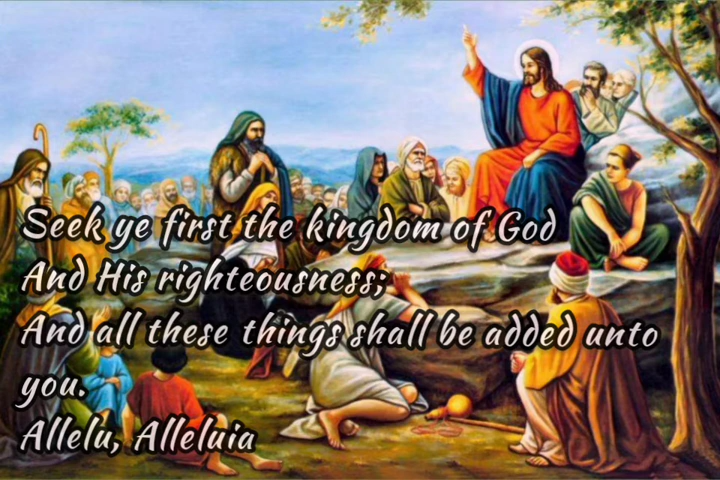 Seek ye first the kingdom of God
And His righteousness;
And all these things shall be added unto
you.
Allelu, Alleluia